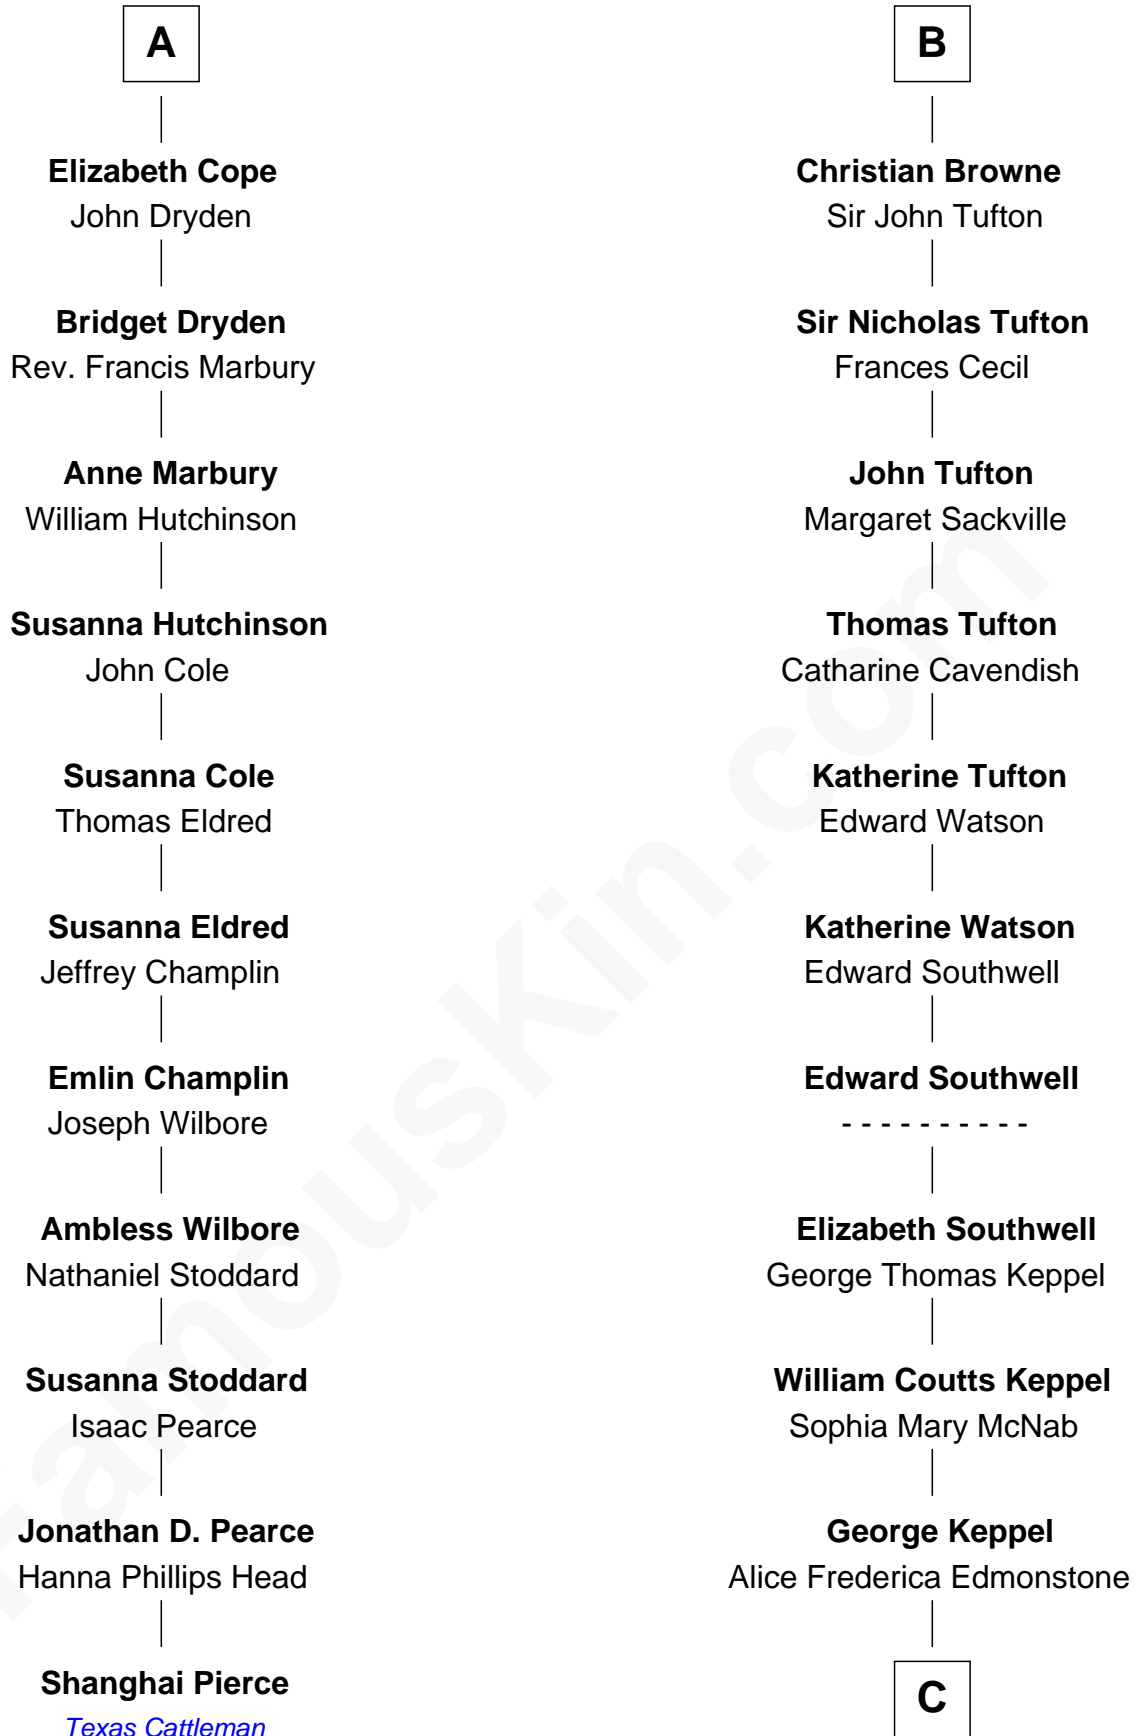 A
Elizabeth Cope
John Dryden
Bridget Dryden
Rev. Francis Marbury
Anne Marbury
William Hutchinson
Susanna Hutchinson
John Cole
Susanna Cole
Thomas Eldred
Susanna Eldred
Jeffrey Champlin
Emlin Champlin
Joseph Wilbore
Ambless Wilbore
Nathaniel Stoddard
Susanna Stoddard
Isaac Pearce
Jonathan D. Pearce
Hanna Phillips Head
Shanghai Pierce
Texas Cattleman
B
Christian Browne
Sir John Tufton
Sir Nicholas Tufton
Frances Cecil
John Tufton
Margaret Sackville
Thomas Tufton
Catharine Cavendish
Katherine Tufton
Edward Watson
Katherine Watson
Edward Southwell
Edward Southwell
- - - - - - - - - -
Elizabeth Southwell
George Thomas Keppel
William Coutts Keppel
Sophia Mary McNab
George Keppel
Alice Frederica Edmonstone
C
FamousKin.com